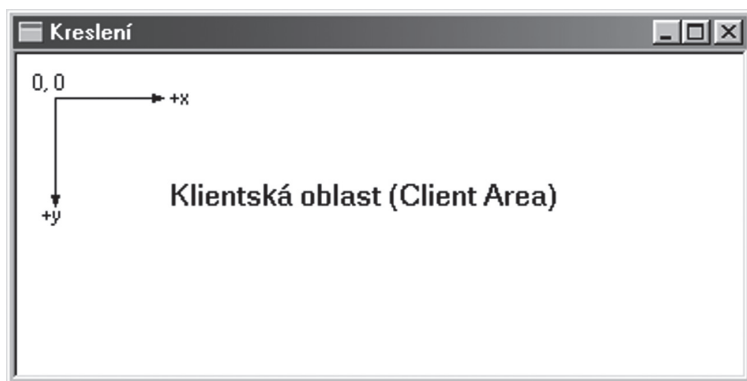 Kreslení
0, 0
+x
Klientská oblast (Client Area)
+y